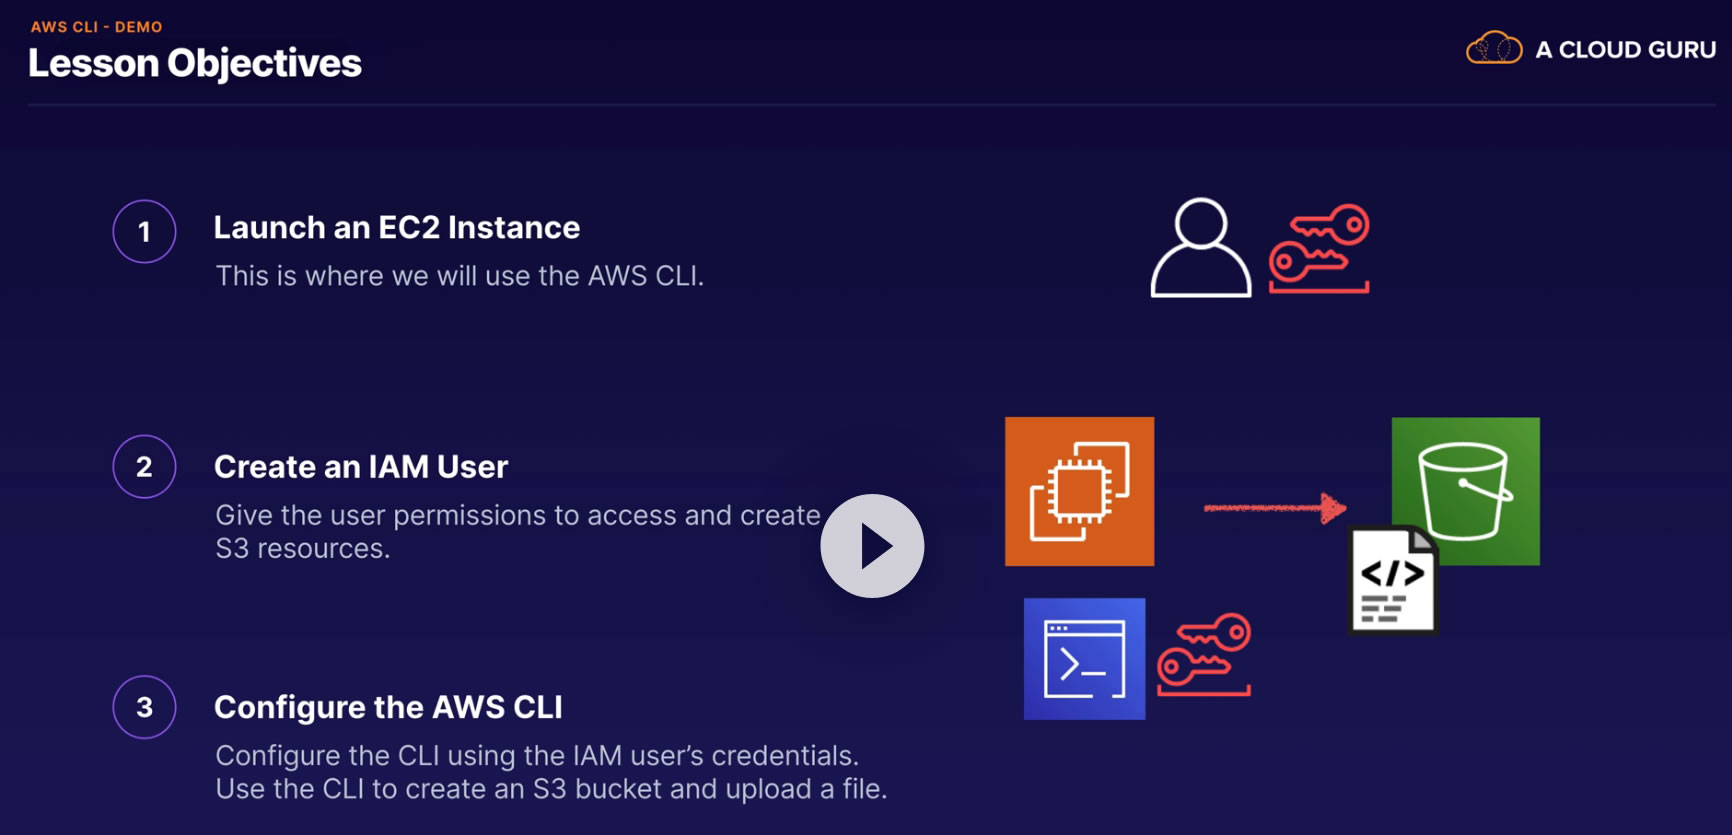 AWS CLI - DEMO
Lesson Objectives
A CLOUD GURU
1
Launch an EC2 Instance
This is where we will use the AWS CLI.
2
Create an IAM User
Give the user permissions to access and create
S3 resources.
</>
3
Configure the AWS CLI
Configure the CLI using the IAM user’s credentials.
Use the CLI to create an S3 bucket and upload a file.